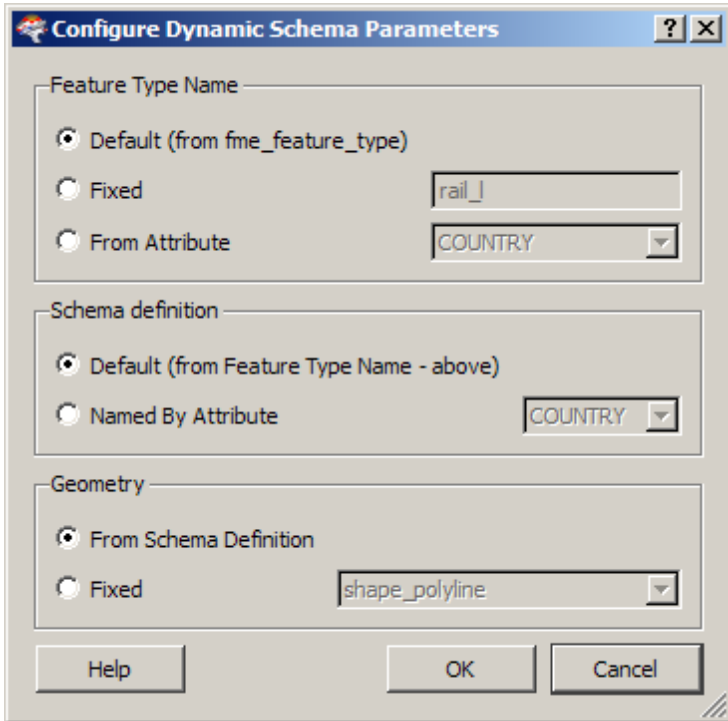 Configure Dynamic Schema Parameters ? X
Feature Type Name
Default (from fme_feature_type)
Fixed rail_l
From Attribute COUNTRY
Schema definition
Default (from Feature Type Name - above)
Named By Attribute COUNTRY
Geometry
From Schema Definition
Fixed shape_polyline
Help OK Cancel